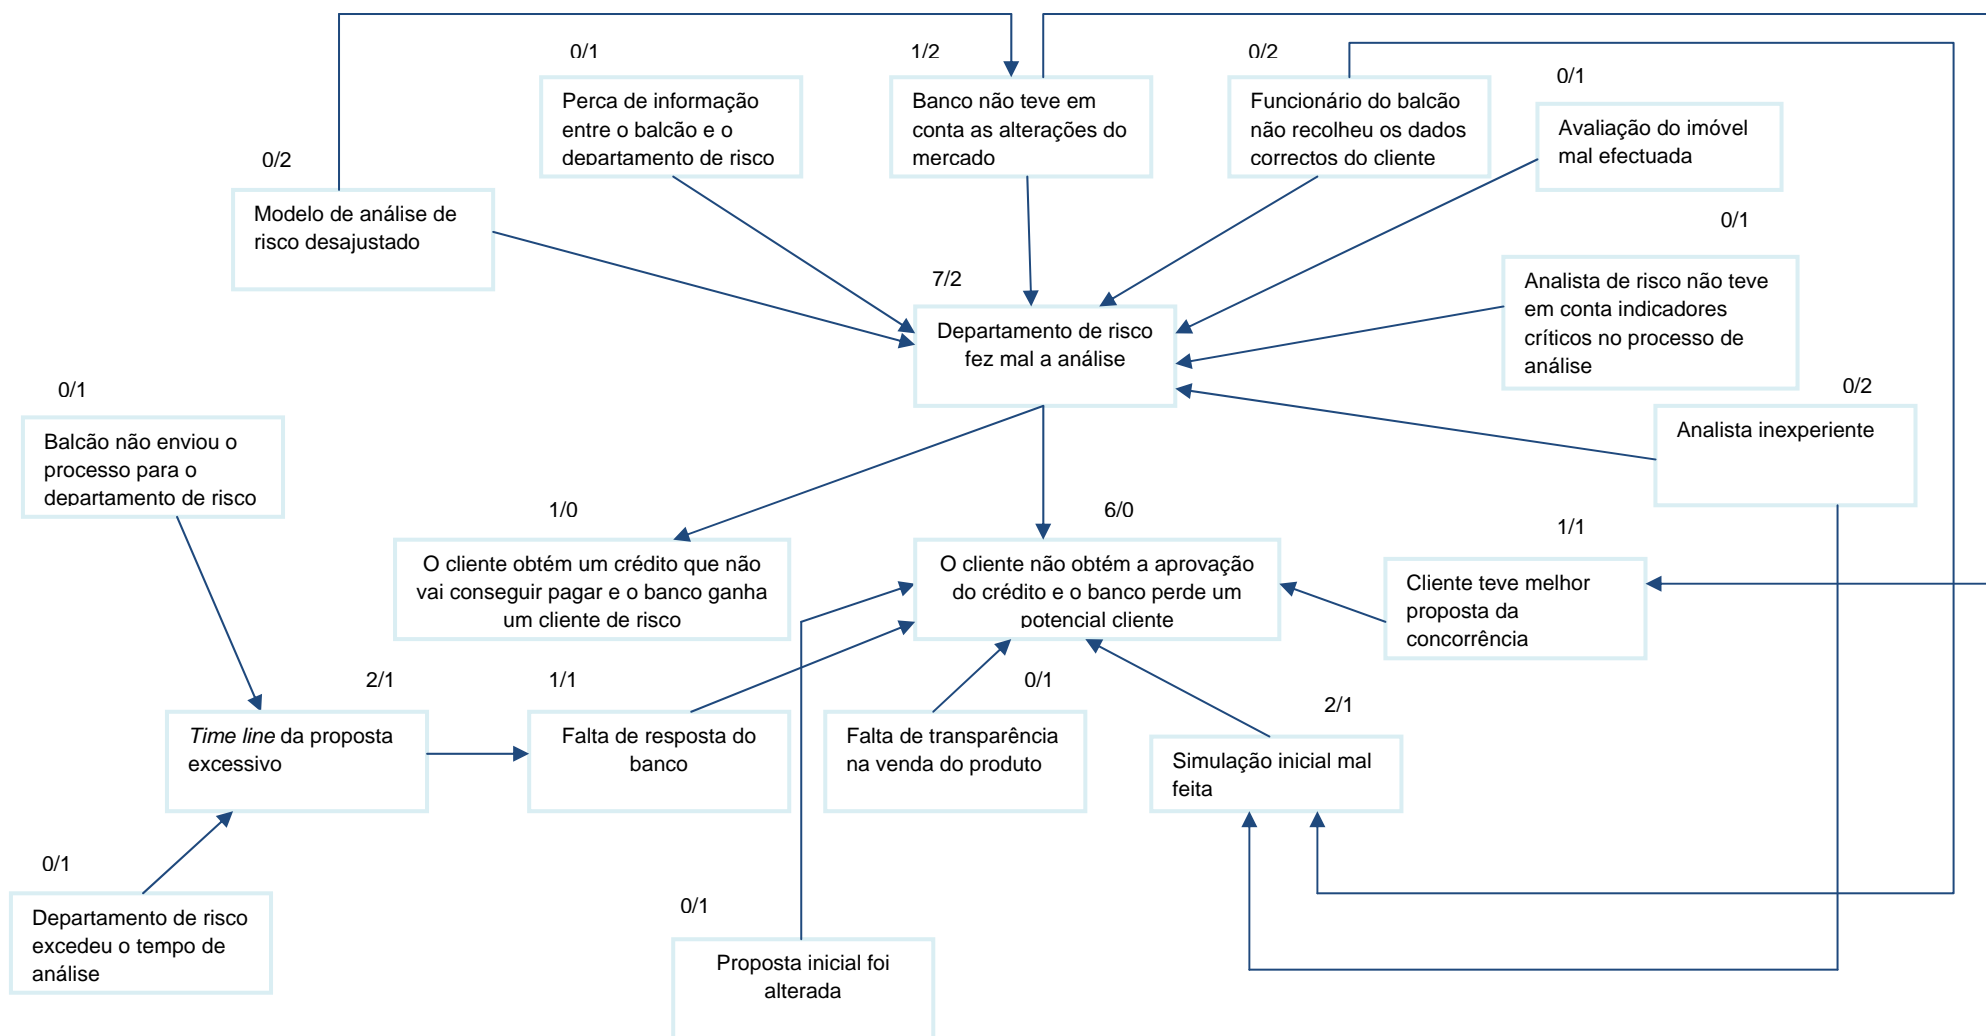 0/1
1/2
0/2
0/1
Perca de informação
entre o balcão e o
departamento de risco
Banco não teve em
conta as alterações do
mercado
Funcionário do balcão
não recolheu os dados
correctos do cliente
Avaliação do imóvel
mal efectuada
0/2
Modelo de análise de
risco desajustado
0/1
7/2
Analista de risco não teve
em conta indicadores
críticos no processo de
análise
Departamento de risco
fez mal a análise
0/1
0/2
Balcão não enviou o
processo para o
departamento de risco
Analista inexperiente
1/0
6/0
1/1
O cliente obtém um crédito que não
vai conseguir pagar e o banco ganha
um cliente de risco
O cliente não obtém a aprovação
do crédito e o banco perde um
potencial cliente
Cliente teve melhor
proposta da
concorrência
2/1
1/1
0/1
2/1
Time line da proposta
excessivo
Falta de resposta do
banco
Falta de transparência
na venda do produto
Simulação inicial mal
feita
0/1
0/1
Departamento de risco
excedeu o tempo de
análise
Proposta inicial foi
alterada